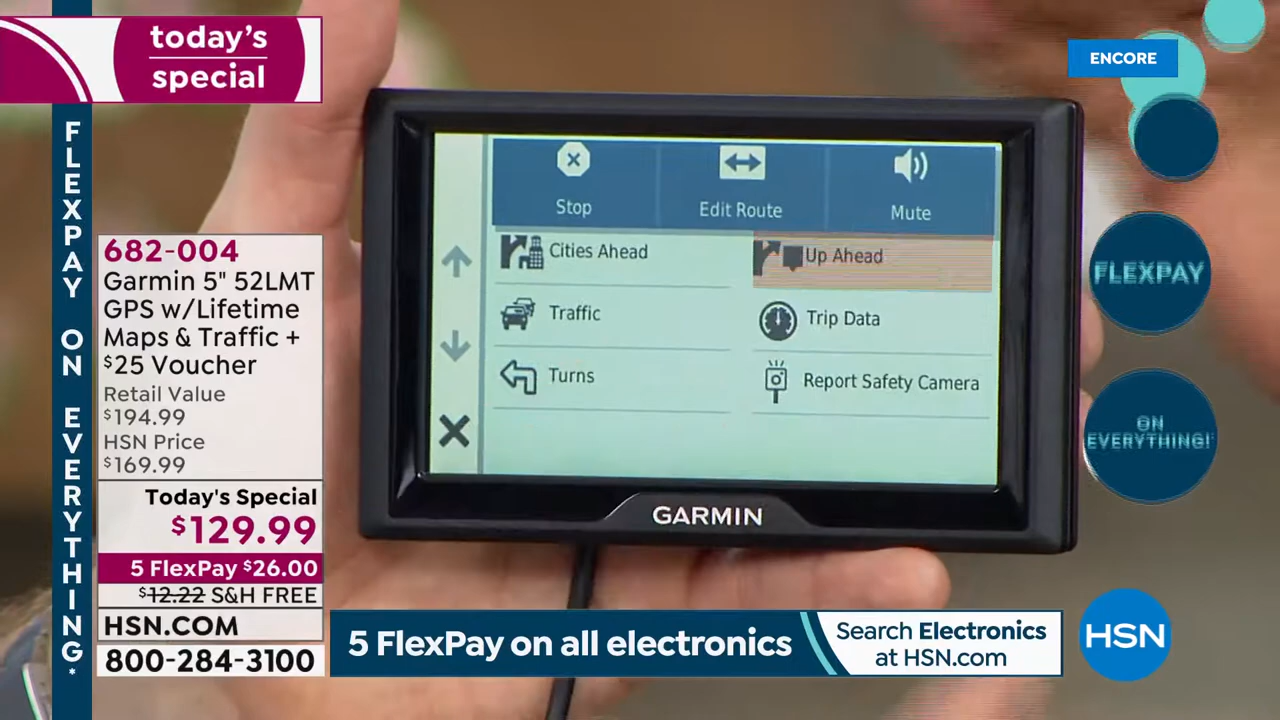 today's
special
ENCORE
FLEXPAY ON EVERYTHING.*
682-004
Garmin 5" 52LMT
GPS w/Lifetime
Maps & Traffic +
$25 Voucher
Retail Value
$194.99
HSN Price
$169.99
Today's Special
$129.99
5 FlexPay $26.00
$12.22 S&H FREE
HSN.COM
800-284-3100
Stop
Edit Route
Mute
Cities Ahead
Up Ahead
Traffic
Trip Data
Turns
Report Safety Camera
GARMIN
FLEXPAY
ON
EVERYTHING!*
5 FlexPay on all electronics
Search Electronics
at HSN.com
HSN